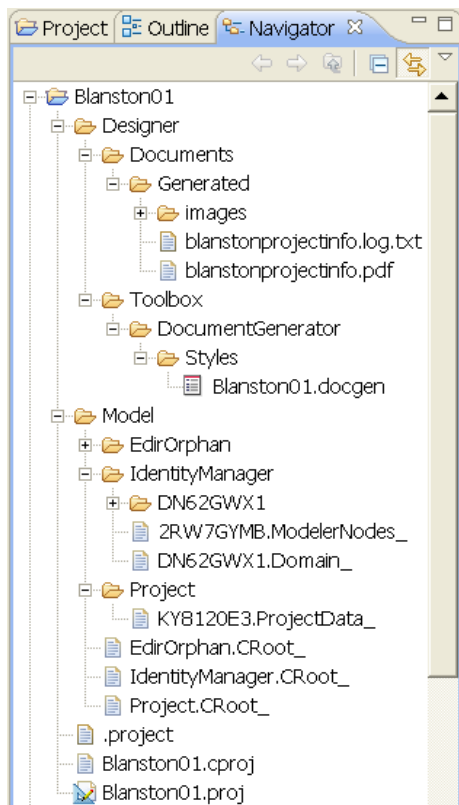 Project Outline Navigator
Blanston01
Designer
Documents
Generated
images
blanstonprojectinfo.log.txt
blanstonprojectinfo.pdf
Toolbox
DocumentGenerator
Styles
Blanston01.docgen
Model
EdirOrphan
IdentityManager
DN62GWX1
2RW7GYMB.ModelerNodes_
DN62GWX1.Domain_
Project
KY8120E3.ProjectData_
EdirOrphan.CRoot_
IdentityManager.CRoot_
Project.CRoot_
.project
Blanston01.cproj
Blanston01.proj